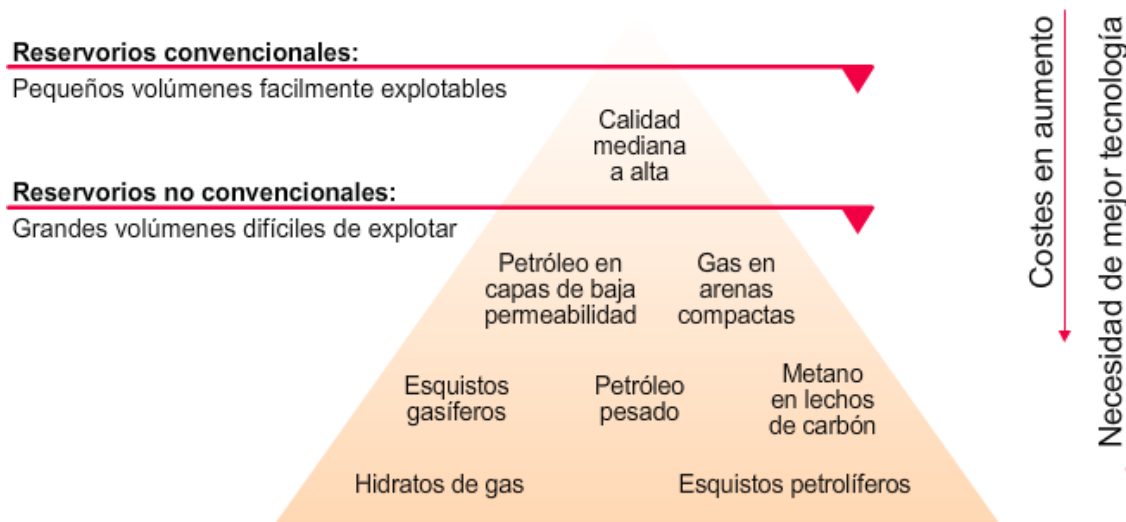 Reservorios convencionales:
Pequeños volúmenes facilmente explotables
Calidad
mediana
a alta
Reservorios no convencionales:
Grandes volúmenes difíciles de explotar
Petróleo en
capas de baja
permeabilidad
Gas en
arenas
compactas
Esquistos
gasíferos
Petróleo
pesado
Metano
en lechos
de carbón
Hidratos de gas
Esquistos petrolíferos
Costes en aumento
Necesidad de mejor tecnología